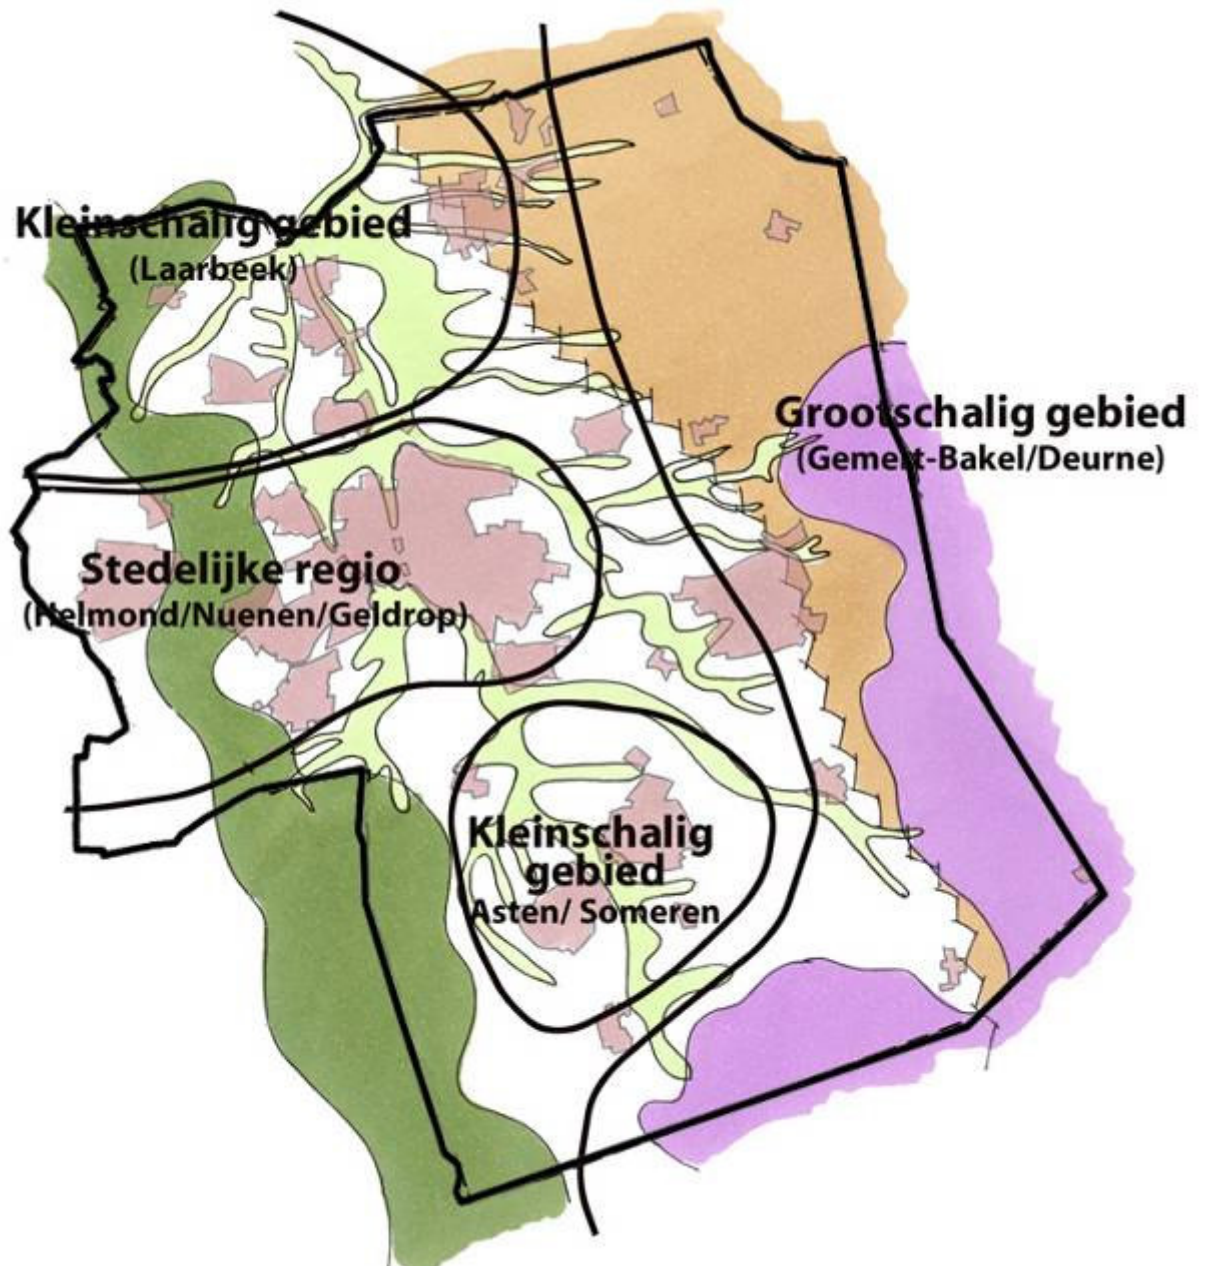 Kleinschalig gebied
(Laarbeek)
Grootschalig gebied
(Gemert-Bakel/Deurne)
Stedelijke regio
(Helmond/Nuenen/Geldrop)
Kleinschalig
gebied
Asten/ Someren